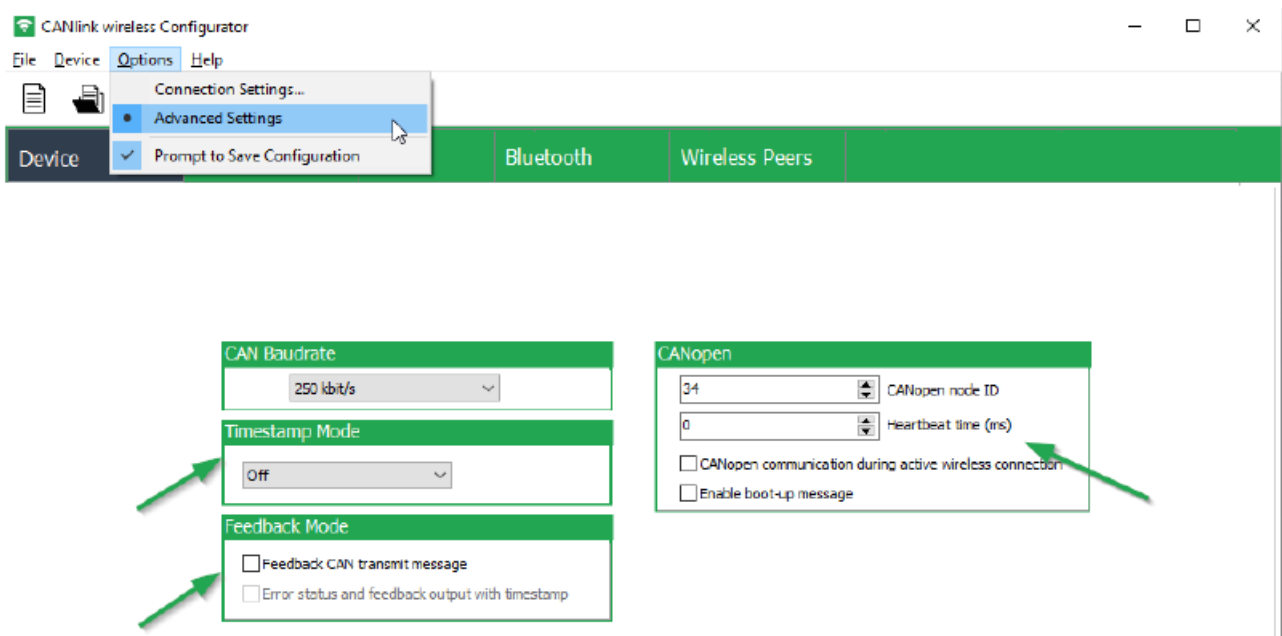 CANlink wireless Configurator
File Device Options Help
Connection Settings...
Advanced Settings
Prompt to Save Configuration
Device Bluetooth Wireless Peers
CAN Baudrate
250 kbit/s
Timestamp Mode
Off
Feedback Mode
Feedback CAN transmit message
Error status and feedback output with timestamp
CANopen
34 CANopen node ID
0 Heartbeat time (ms)
CANopen communication during active wireless connection
Enable boot-up message